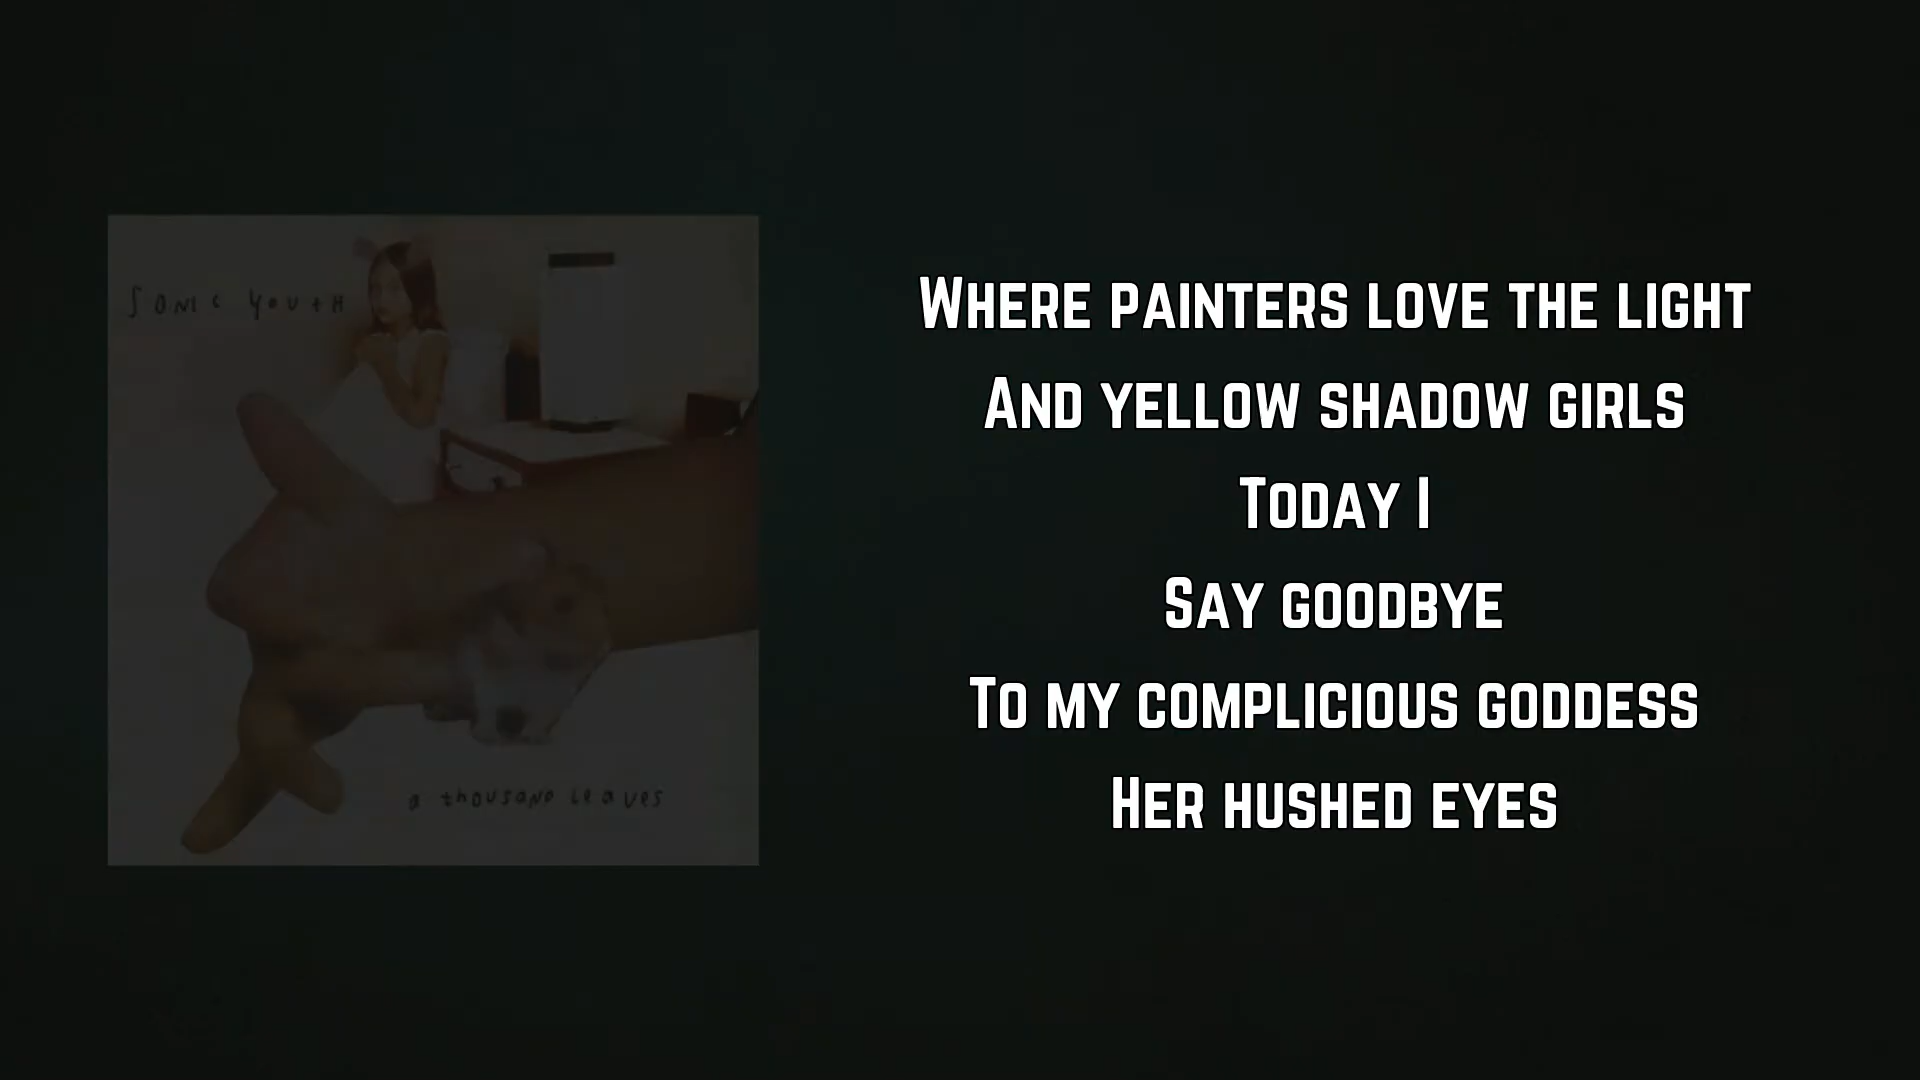 Sonic Youth
a thousand leaves
Where painters love the light
And yellow shadow girls
Today I
Say goodbye
To my complicious goddess
Her hushed eyes